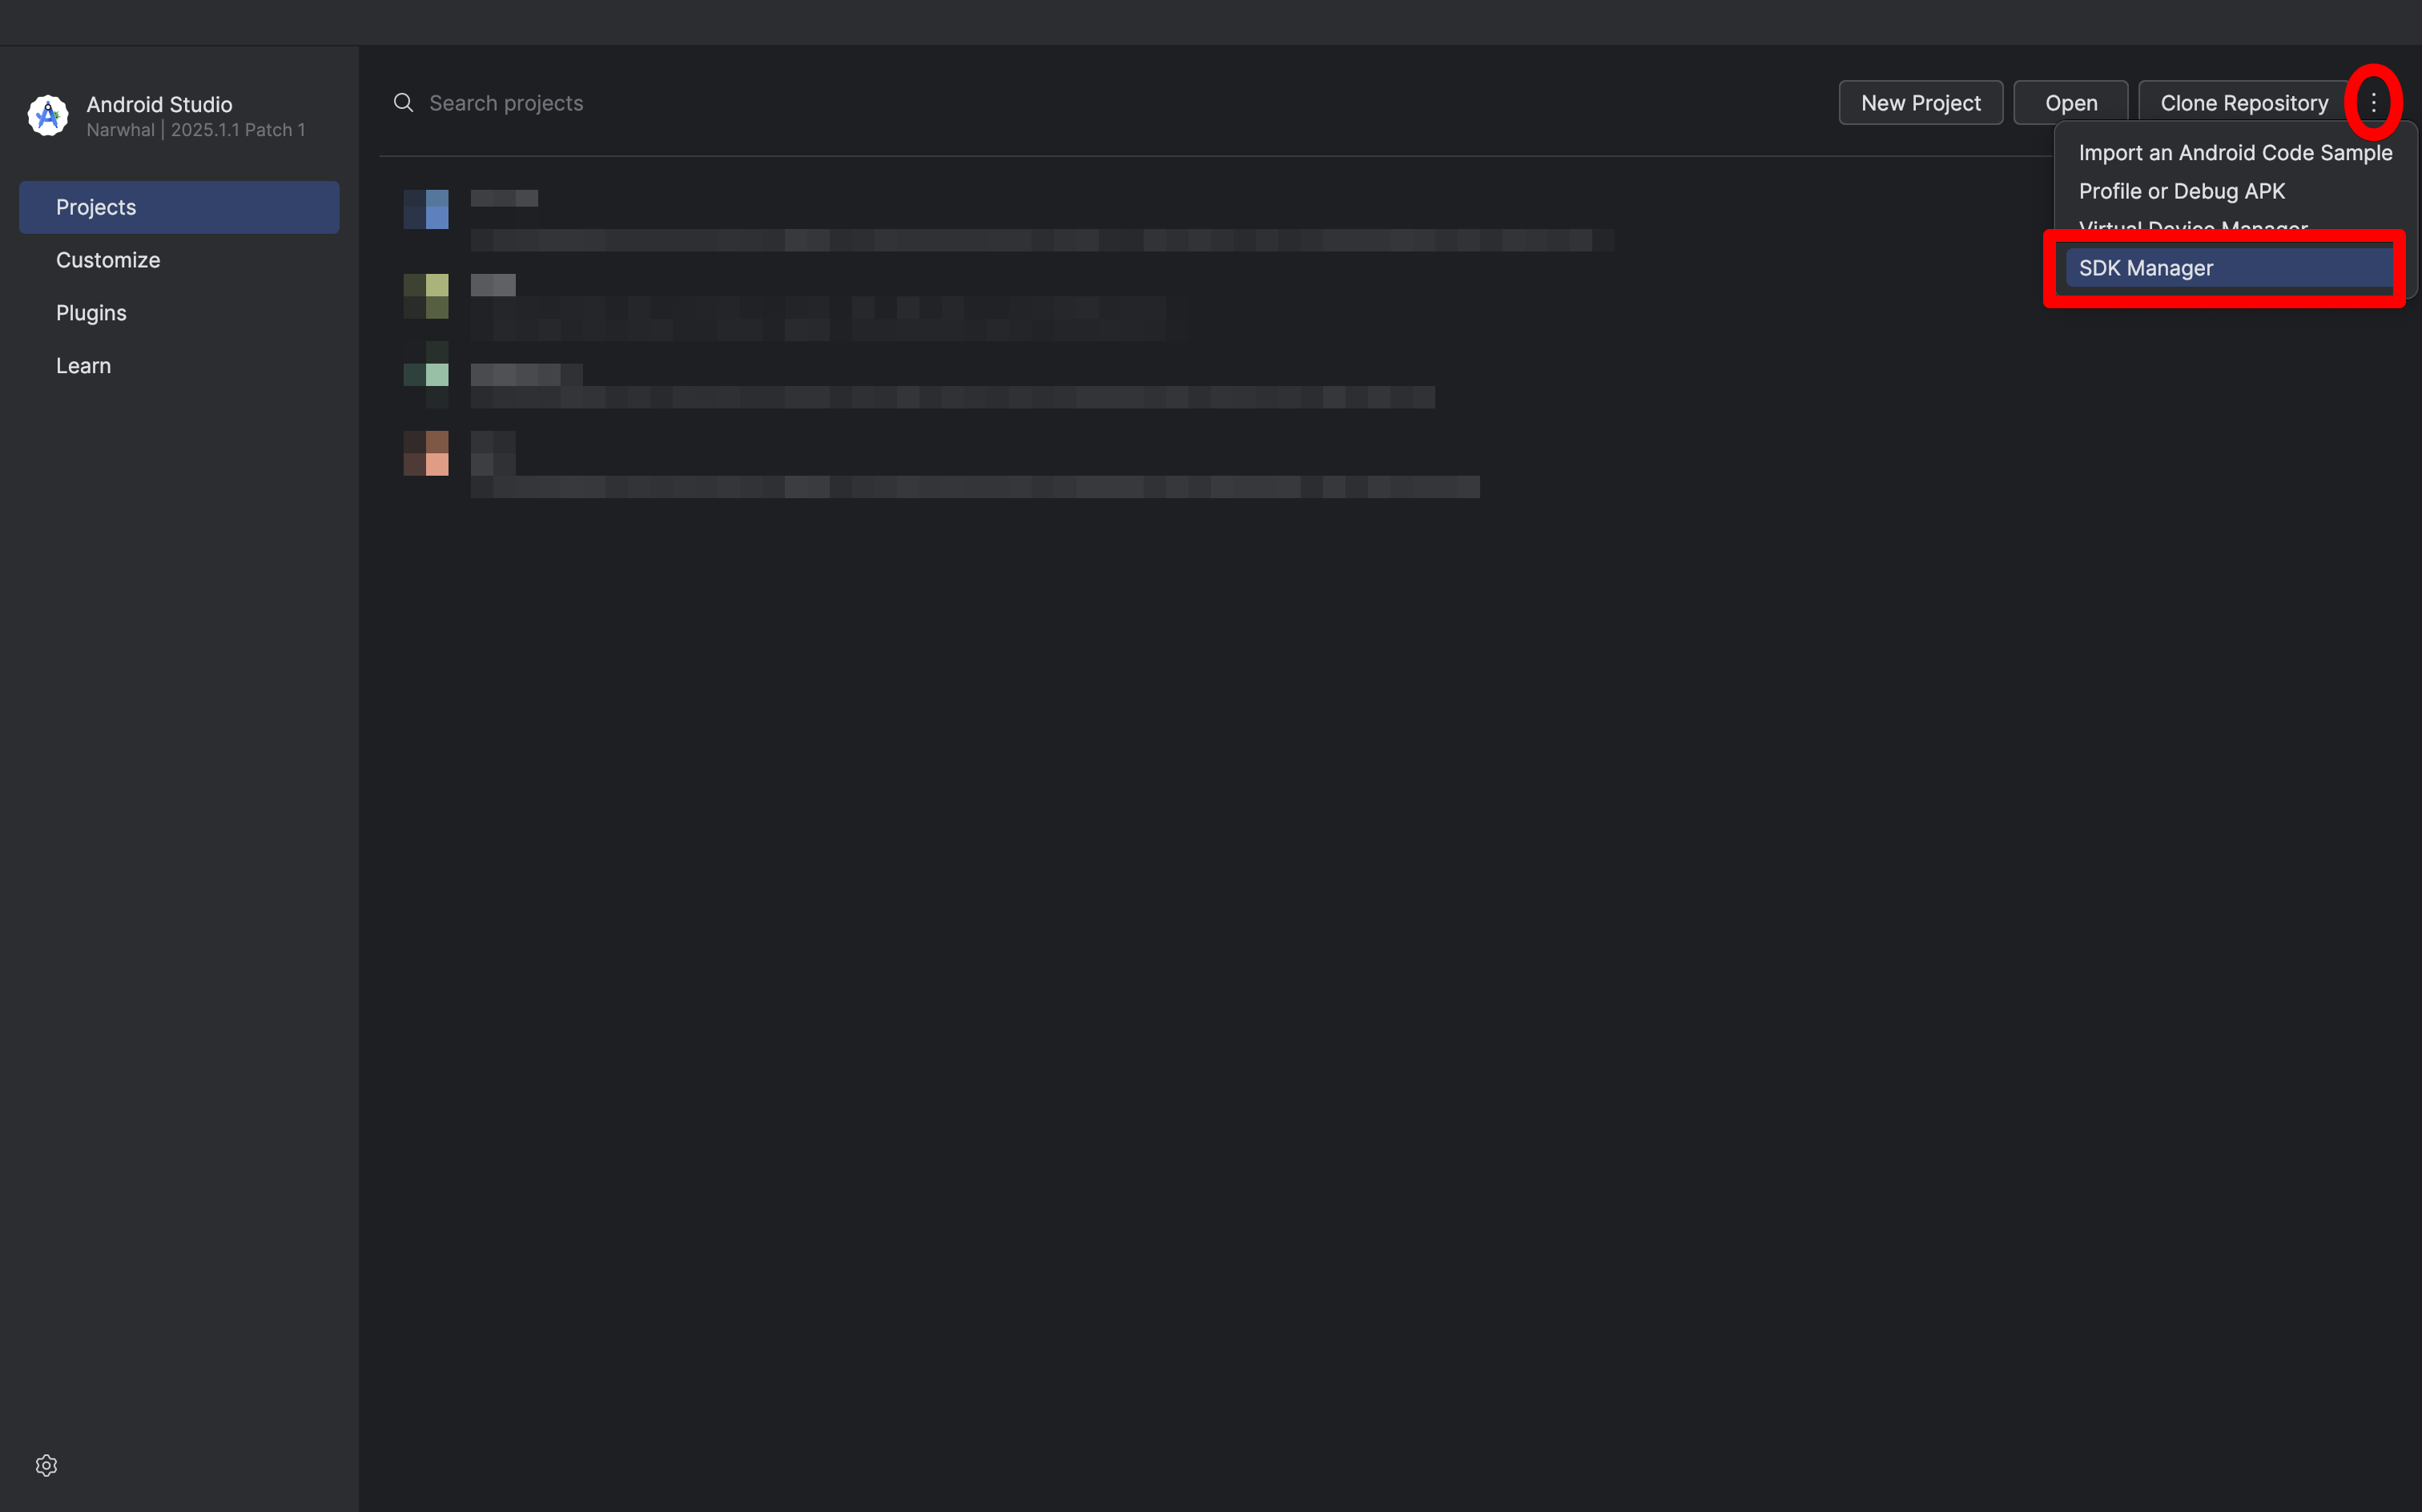 Android Studio
Narwhal | 2025.1.1 Patch 1
Search projects
New Project
Open
Clone Repository
Projects
Customize
Plugins
Learn
Import an Android Code Sample
Profile or Debug APK
Virtual Device Manager
SDK Manager